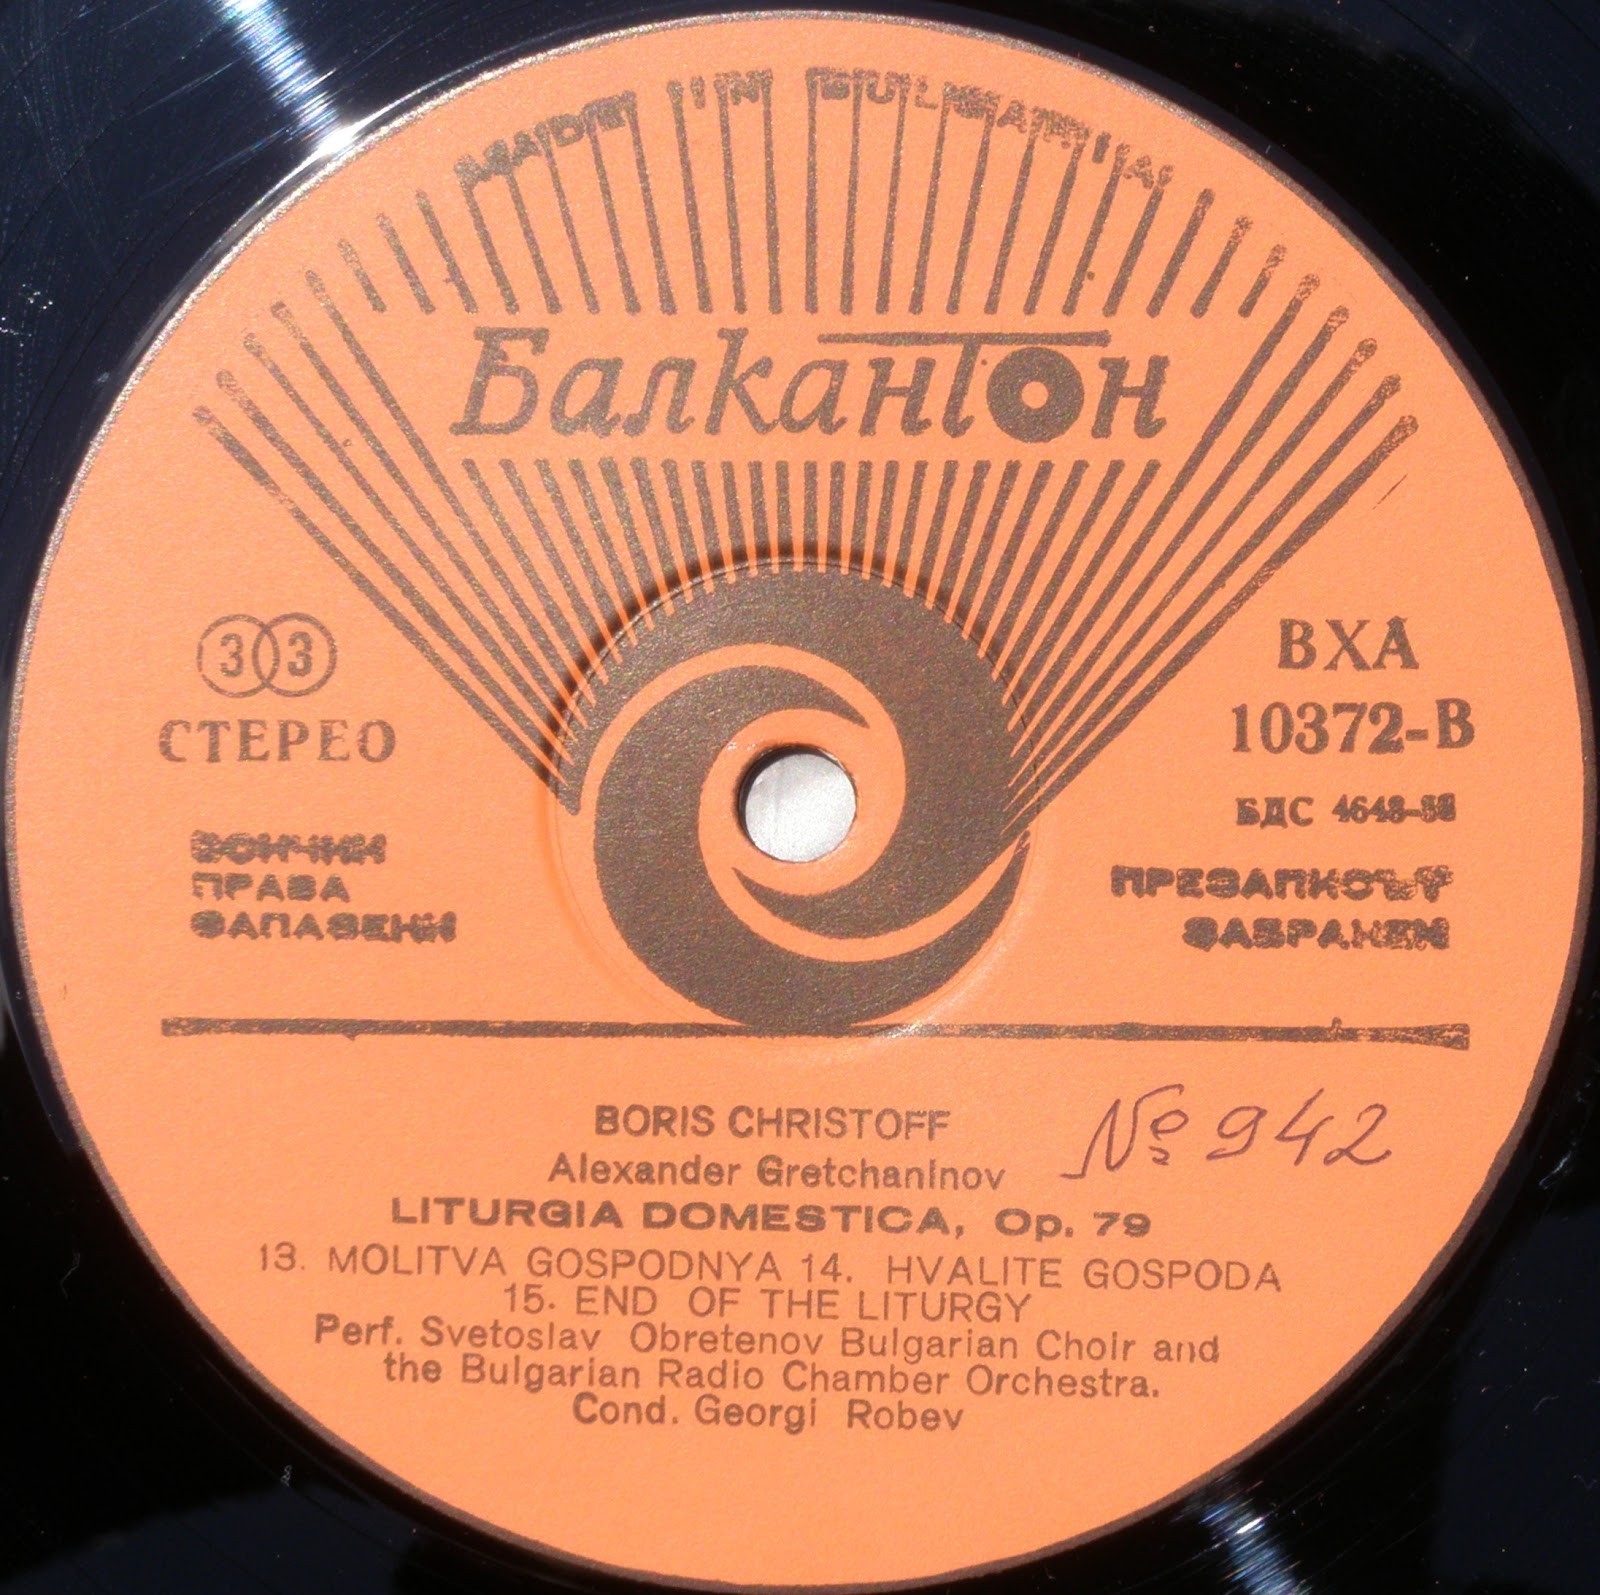 MADE IN BULGARIA
Балкантон
33
СТЕРЕО
ВСИЧКИ
ПРАВА
ЗАПАЗЕНИ
ВХА
10372-В
БДС
ПРЕЗАПИСЪТ
ЗАБРАНЕН
№ 942
BORIS CHRISTOFF
Alexander Gretchaninov
LITURGIA DOMESTICA, Op. 79
13. MOLITVA GOSPODNYA 14. HVALITE GOSPODA
15. END OF THE LITURGY
Perf. Svetoslav Obretenov Bulgarian Choir and
the Bulgarian Radio Chamber Orchestra.
Cond. Georgi Robev